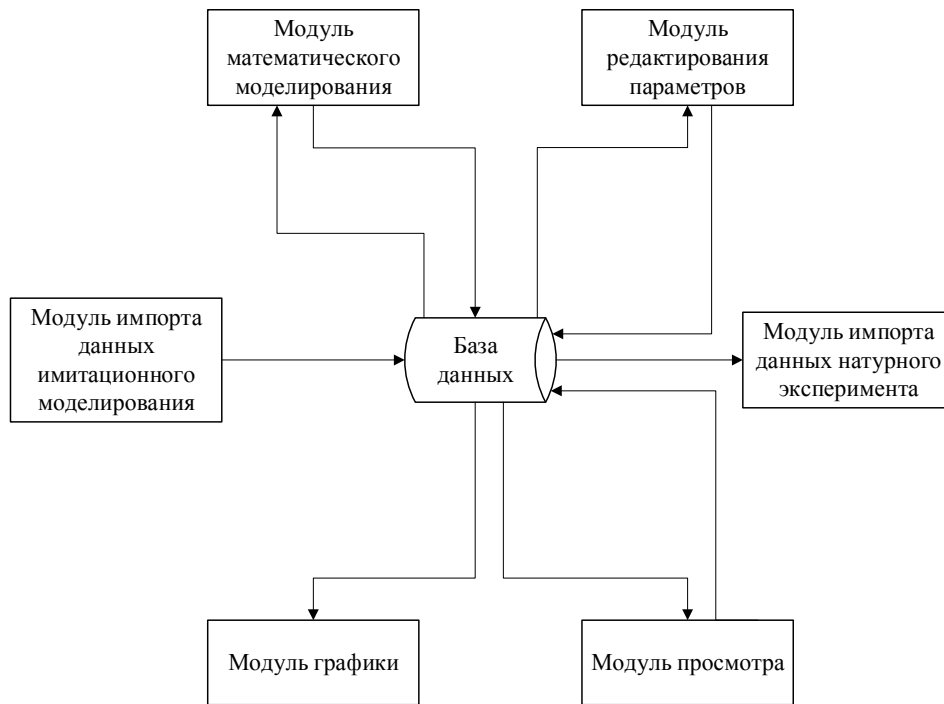 Модуль
математического
моделирования
Модуль
редактирования
параметров
Модуль импорта
данных
имитационного
моделирования
База
данных
Модуль импорта
данных натурного
эксперимента
Модуль графики
Модуль просмотра